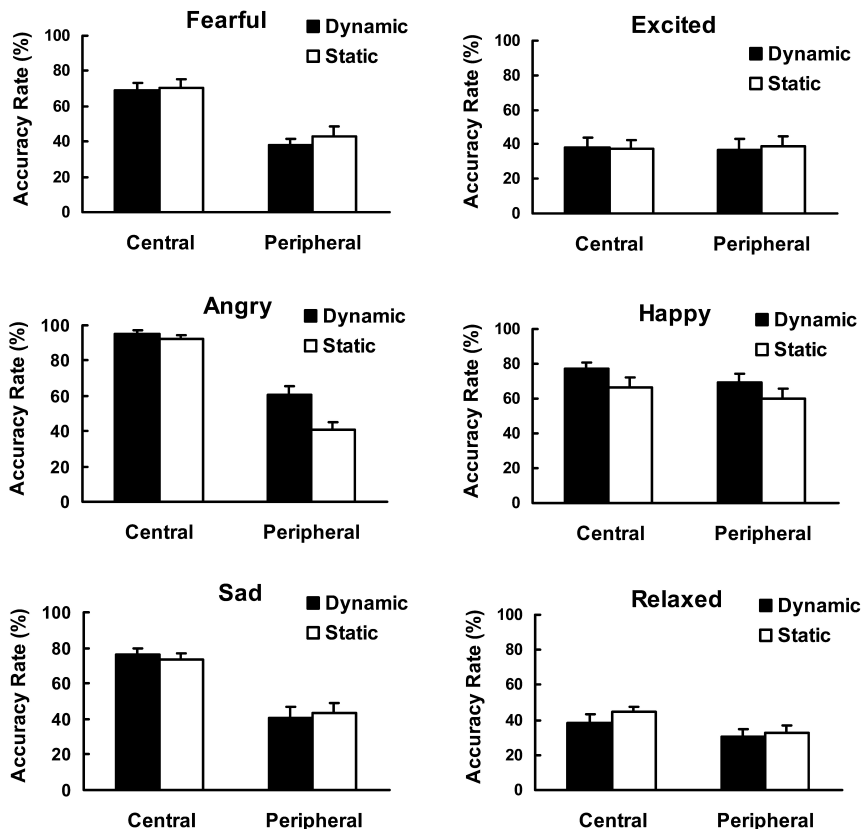 Fearful
Dynamic
Static
Accuracy Rate (%)
100
80
60
40
20
0
Central Peripheral
Excited
Dynamic
Static
Accuracy Rate (%)
100
80
60
40
20
0
Central Peripheral
Angry
Dynamic
Static
Accuracy Rate (%)
100
80
60
40
20
0
Central Peripheral
Happy
Dynamic
Static
Accuracy Rate (%)
100
80
60
40
20
0
Central Peripheral
Sad
Dynamic
Static
Accuracy Rate (%)
100
80
60
40
20
0
Central Peripheral
Relaxed
Dynamic
Static
Accuracy Rate (%)
100
80
60
40
20
0
Central Peripheral